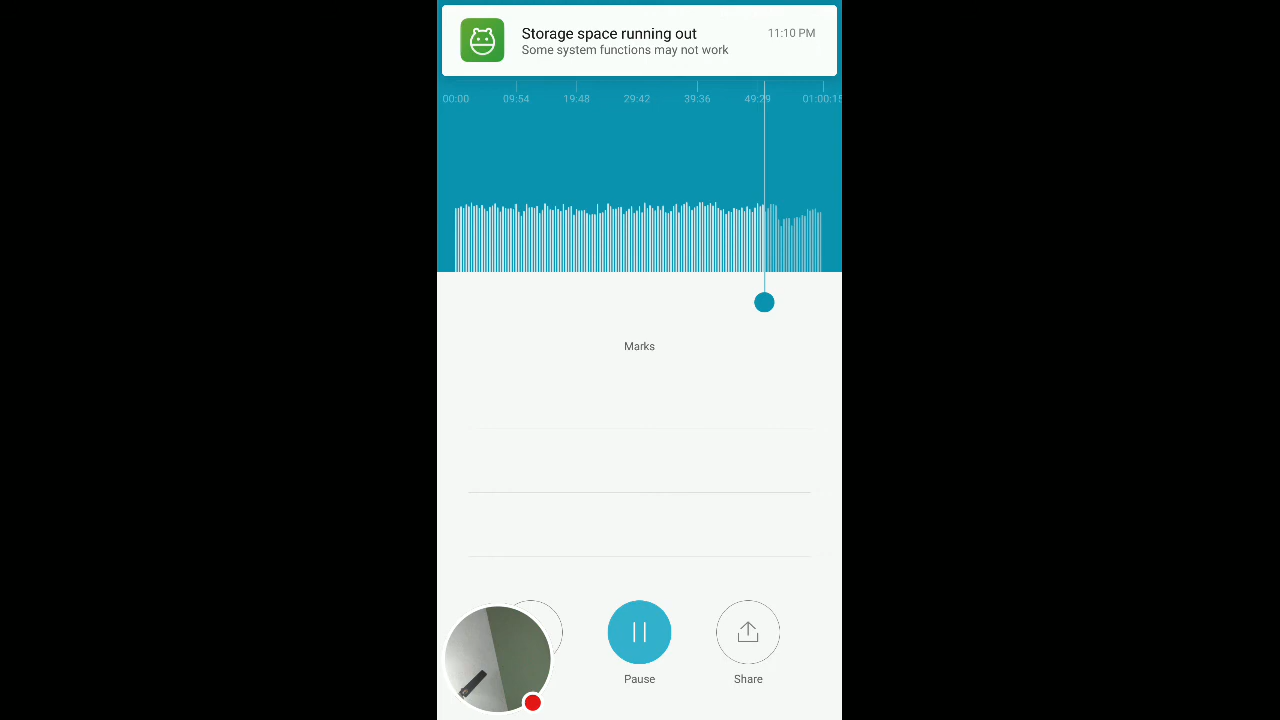 Storage space running out 11:10 PM
Some system functions may not work
00:00 09:54 19:48 29:42 39:36 49:29 01:00:15
Marks
Pause Share